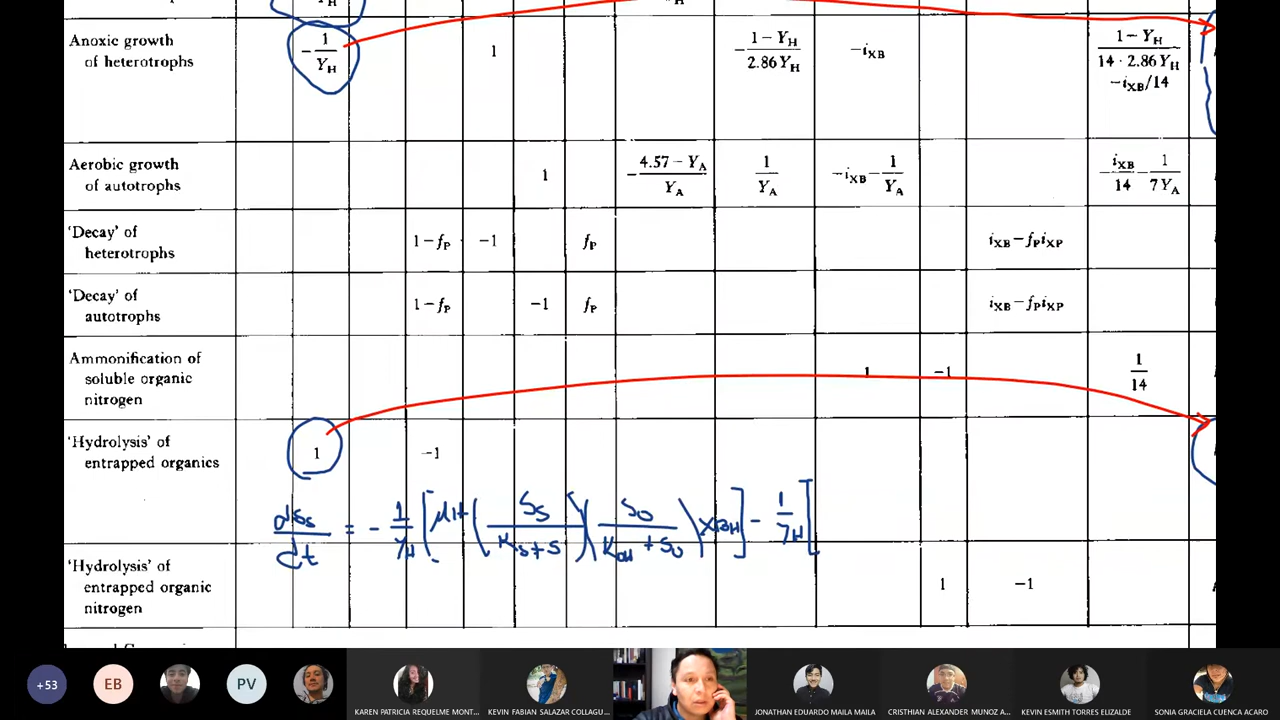 Anoxic growth
of heterotrophs
− 1/Y_H
1
− (1 − Y_H)/(2.86 Y_H)
−i_XB
(1 − Y_H)/(14 · 2.86 Y_H)
−i_XB/14
Aerobic growth
of autotrophs
1
− (4.57 − Y_A)/Y_A
1/Y_A
−i_XB − 1/Y_A
− i_XB/14 − 1/(7 Y_A)
'Decay' of
heterotrophs
1 − f_P
−1
f_P
i_XB − f_P i_XP
'Decay' of
autotrophs
1 − f_P
−1
f_P
i_XB − f_P i_XP
Ammonification of
soluble organic
nitrogen
1
−1
1/14
'Hydrolysis' of
entrapped organics
1
−1
dS_s/dt = − 1/Y_H [ μH ( S_s/(K_s + S) ) ( S_O/(K_OH + S_O) ) X_BH ] − 1/Y_H [
'Hydrolysis' of
entrapped organic
nitrogen
1
−1
+53
EB
PV
KAREN PATRICIA REQUELME MONT...
KEVIN FABIAN SALAZAR COLLAGU...
JONATHAN EDUARDO MAILA MAILA
CRISTHIAN ALEXANDER MUNOZ A...
KEVIN ESMITH TORRES ELIZALDE
SONIA GRACIELA CUENCA ACARO